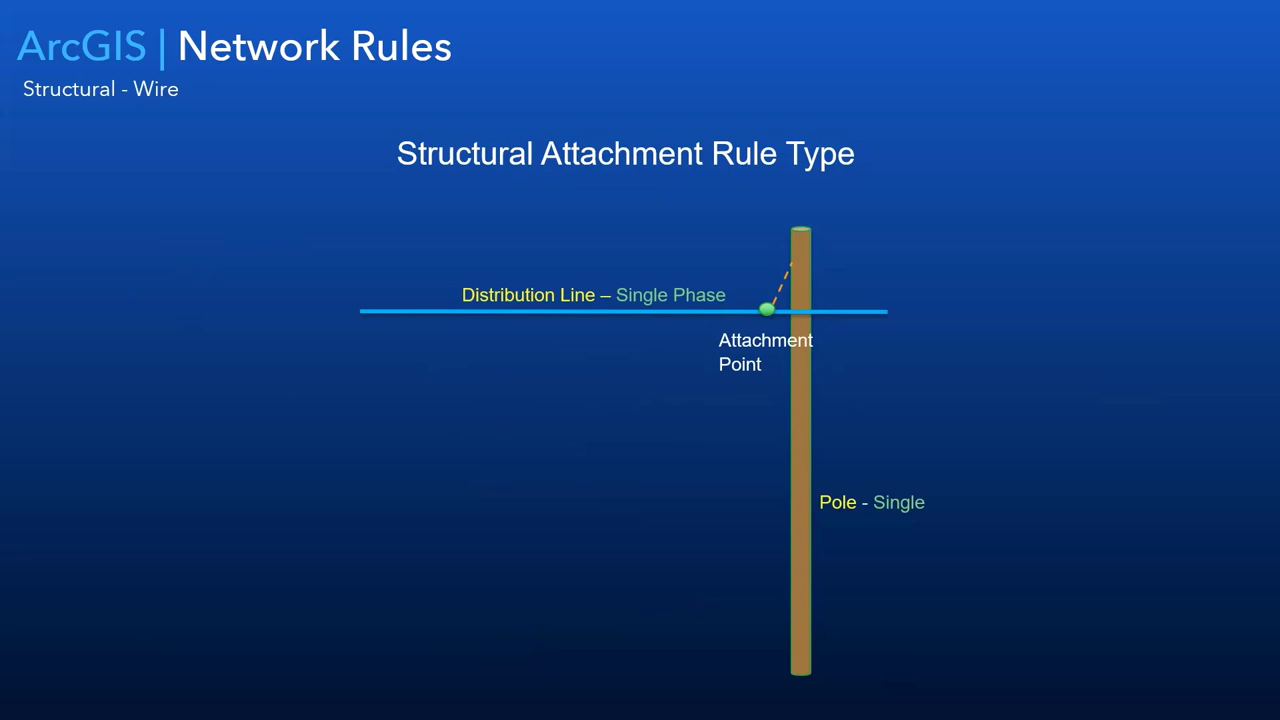 ArcGIS | Network Rules
Structural - Wire
Structural Attachment Rule Type
Distribution Line – Single Phase
Attachment
Point
Pole - Single